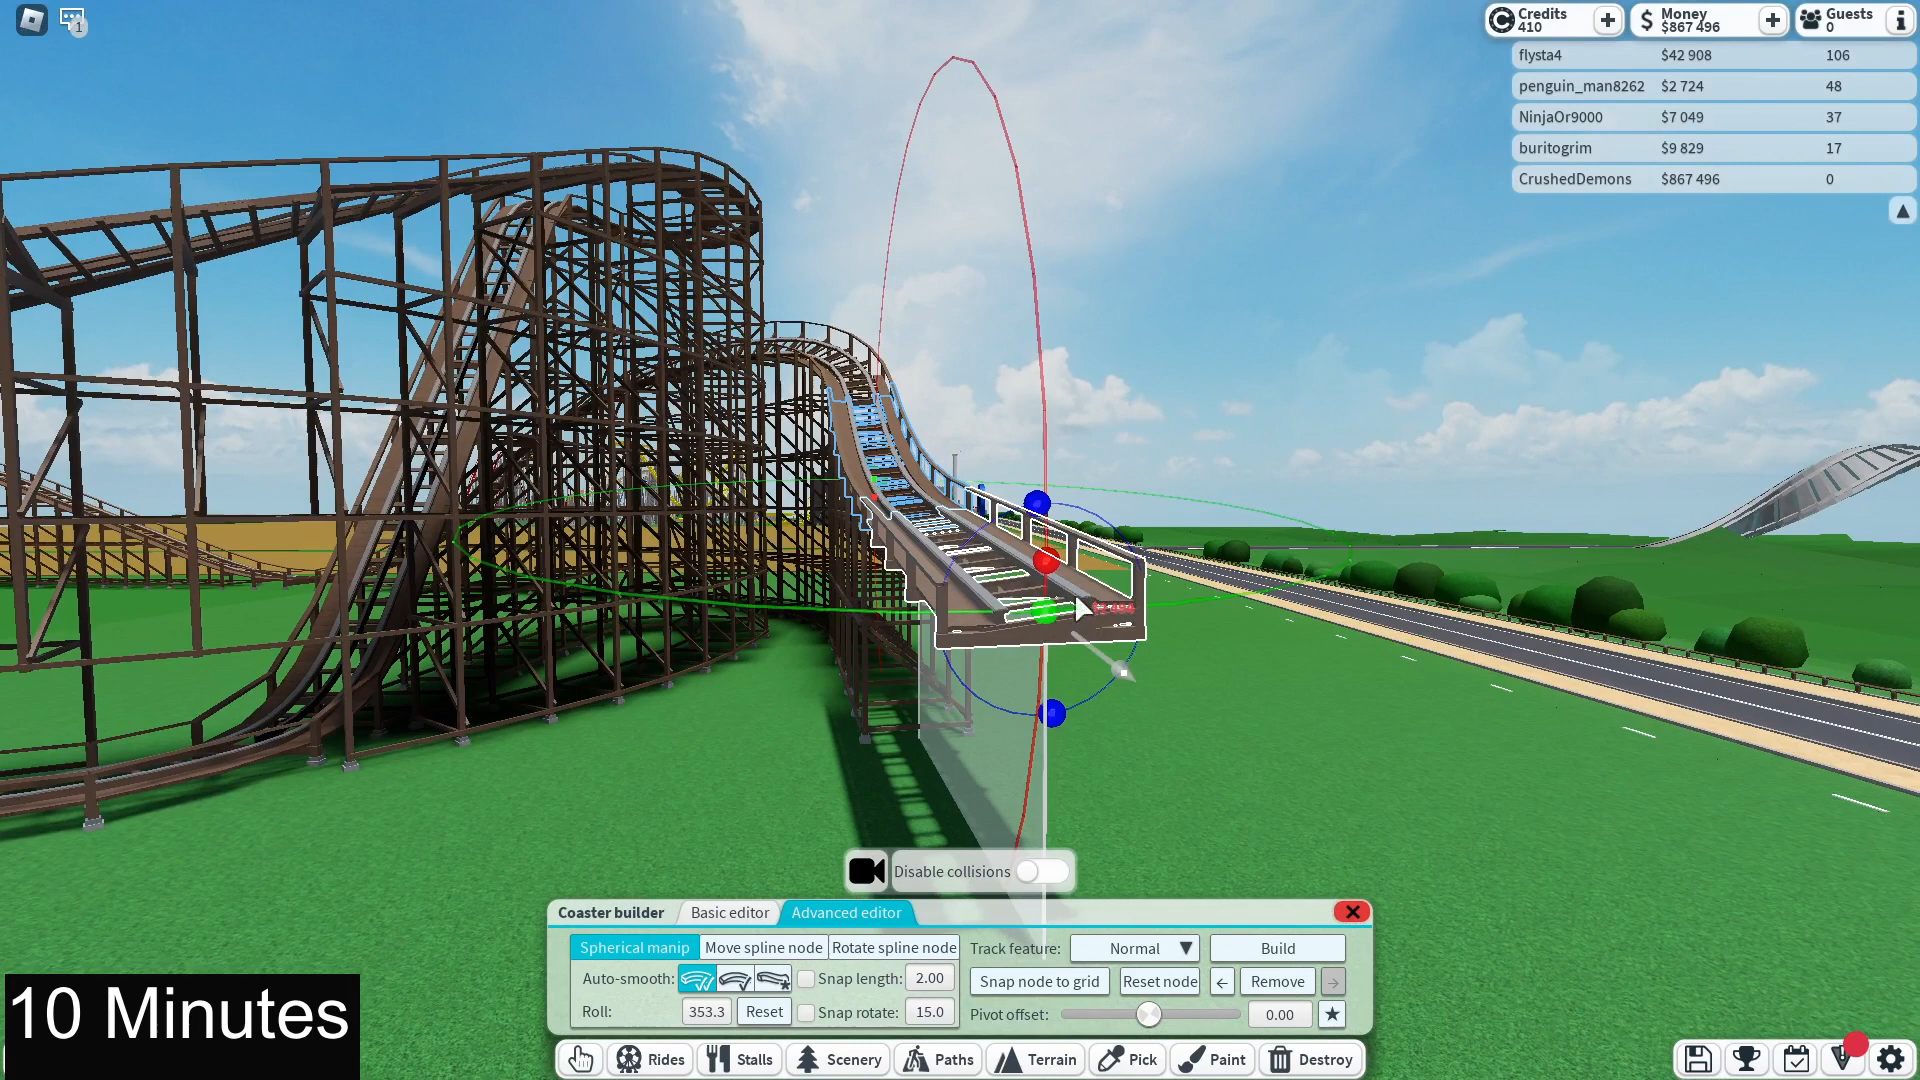 1
Credits
410
Money
$867 496
Guests
0
flysta4 $42 908 106
penguin_man8262 $2 724 48
NinjaOr9000 $7 049 37
buritogrim $9 829 17
CrushedDemons $867 496 0
Disable collisions
Coaster builder Basic editor Advanced editor
Spherical manip Move spline node Rotate spline node Track feature: Normal Build
Auto-smooth: Snap length: 2.00 Snap node to grid Reset node Remove
Roll: 353.3 Reset Snap rotate: 15.0 Pivot offset: 0.00
10 Minutes
Rides Stalls Scenery Paths Terrain Pick Paint Destroy